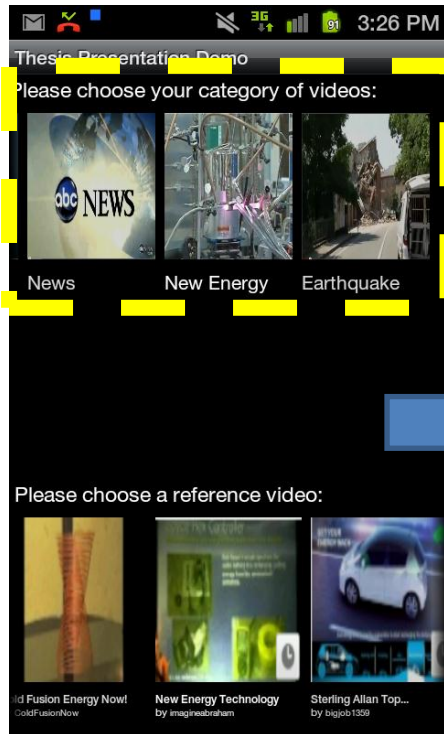 3G
91
3:26 PM
Thesis Presentation Demo
Please choose your category of videos:
abc NEWS
News
New Energy
Earthquake
Please choose a reference video:
ld Fusion Energy Now!
ColdFusionNow
New Energy Technology
by imagineabraham
Sterling Allan Top...
by bigjob1359